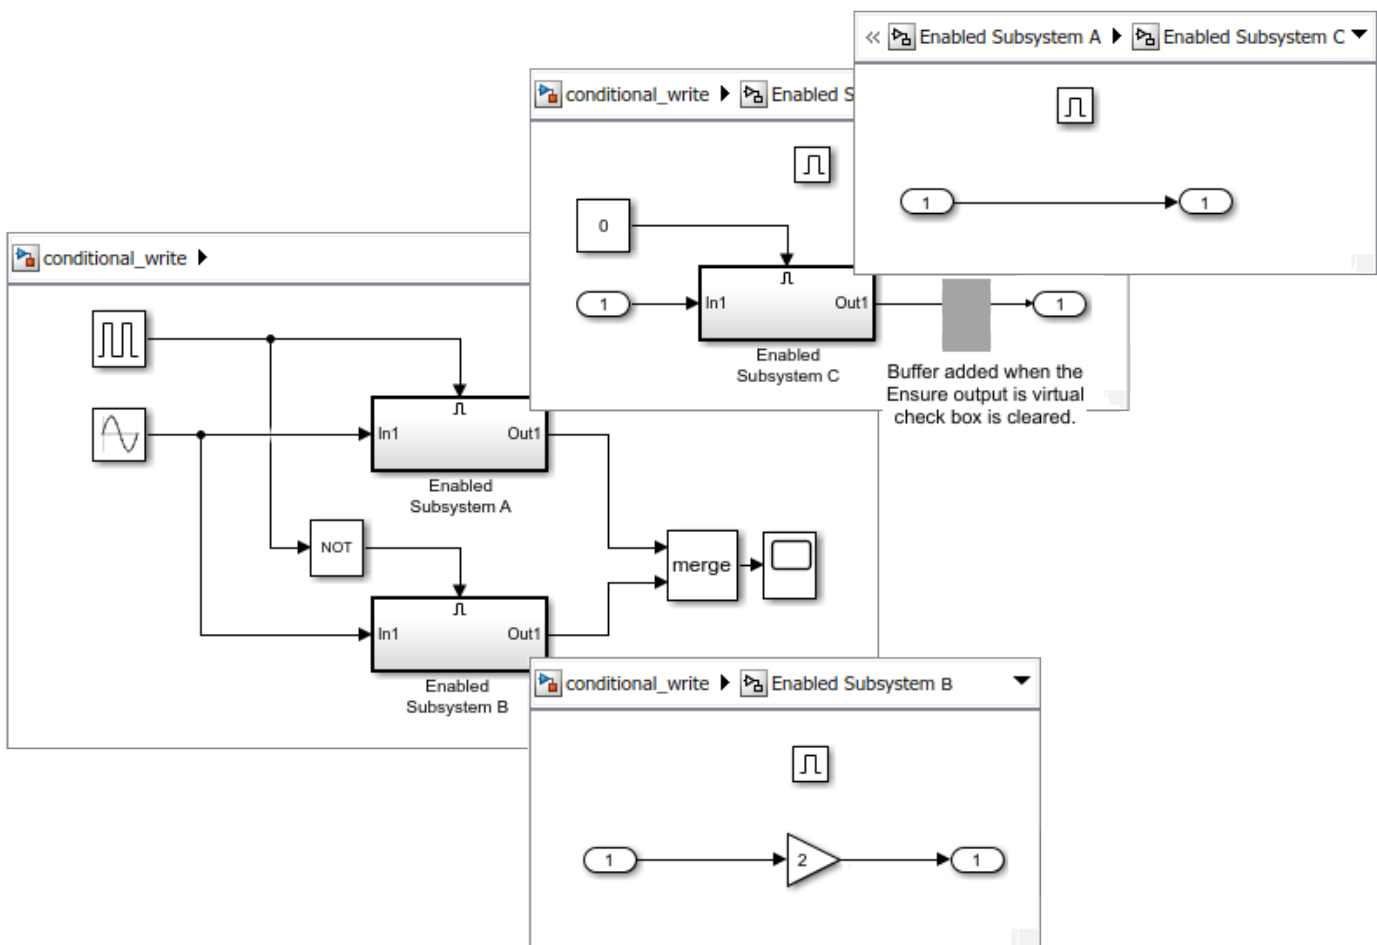 « Enabled Subsystem A Enabled Subsystem C
1
1
conditional_write Enabled S
0
1
In1
Out1
1
Enabled
Subsystem C
Buffer added when the
Ensure output is virtual
check box is cleared.
conditional_write
In1
Out1
Enabled
Subsystem A
NOT
merge
In1
Out1
Enabled
Subsystem B
conditional_write Enabled Subsystem B
1
2
1